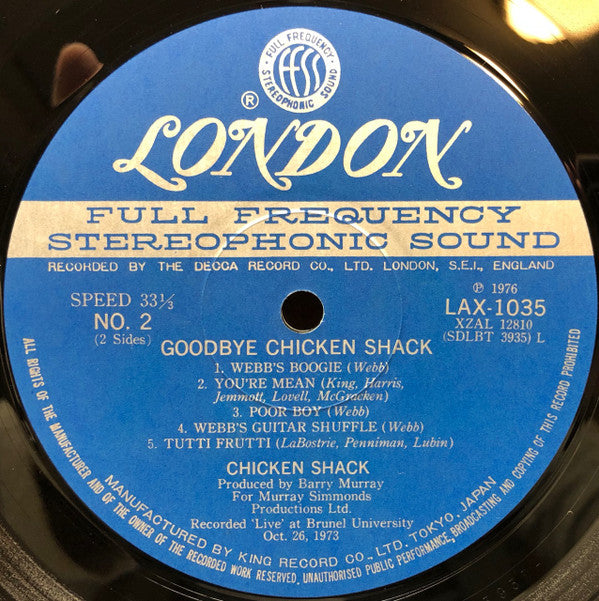 FULL FREQUENCY
ffss
STEREOPHONIC SOUND
®
LONDON
FULL FREQUENCY
STEREOPHONIC SOUND
RECORDED BY THE DECCA RECORD CO., LTD. LONDON, S.E.I., ENGLAND
SPEED 33⅓
NO. 2
(2 Sides)
℗ 1976
LAX-1035
XZAL 12810
(SDLBT 3935) L
GOODBYE CHICKEN SHACK
1. WEBB'S BOOGIE (Webb)
2. YOU'RE MEAN (King, Harris,
Jemmott, Lovell, McGracken)
3. POOR BOY (Webb)
4. WEBB'S GUITAR SHUFFLE (Webb)
5. TUTTI FRUTTI (LaBostrie, Penniman, Lubin)
CHICKEN SHACK
Produced by Barry Murray
For Murray Simmonds
Productions Ltd.
Recorded 'Live' at Brunel University
Oct. 26, 1973
MANUFACTURED BY KING RECORD CO., LTD. TOKYO, JAPAN
ALL RIGHTS OF THE MANUFACTURER AND OF THE OWNER OF THE RECORDED WORK RESERVED. UNAUTHORISED PUBLIC PERFORMANCE, BROADCASTING AND COPYING OF THIS RECORD PROHIBITED